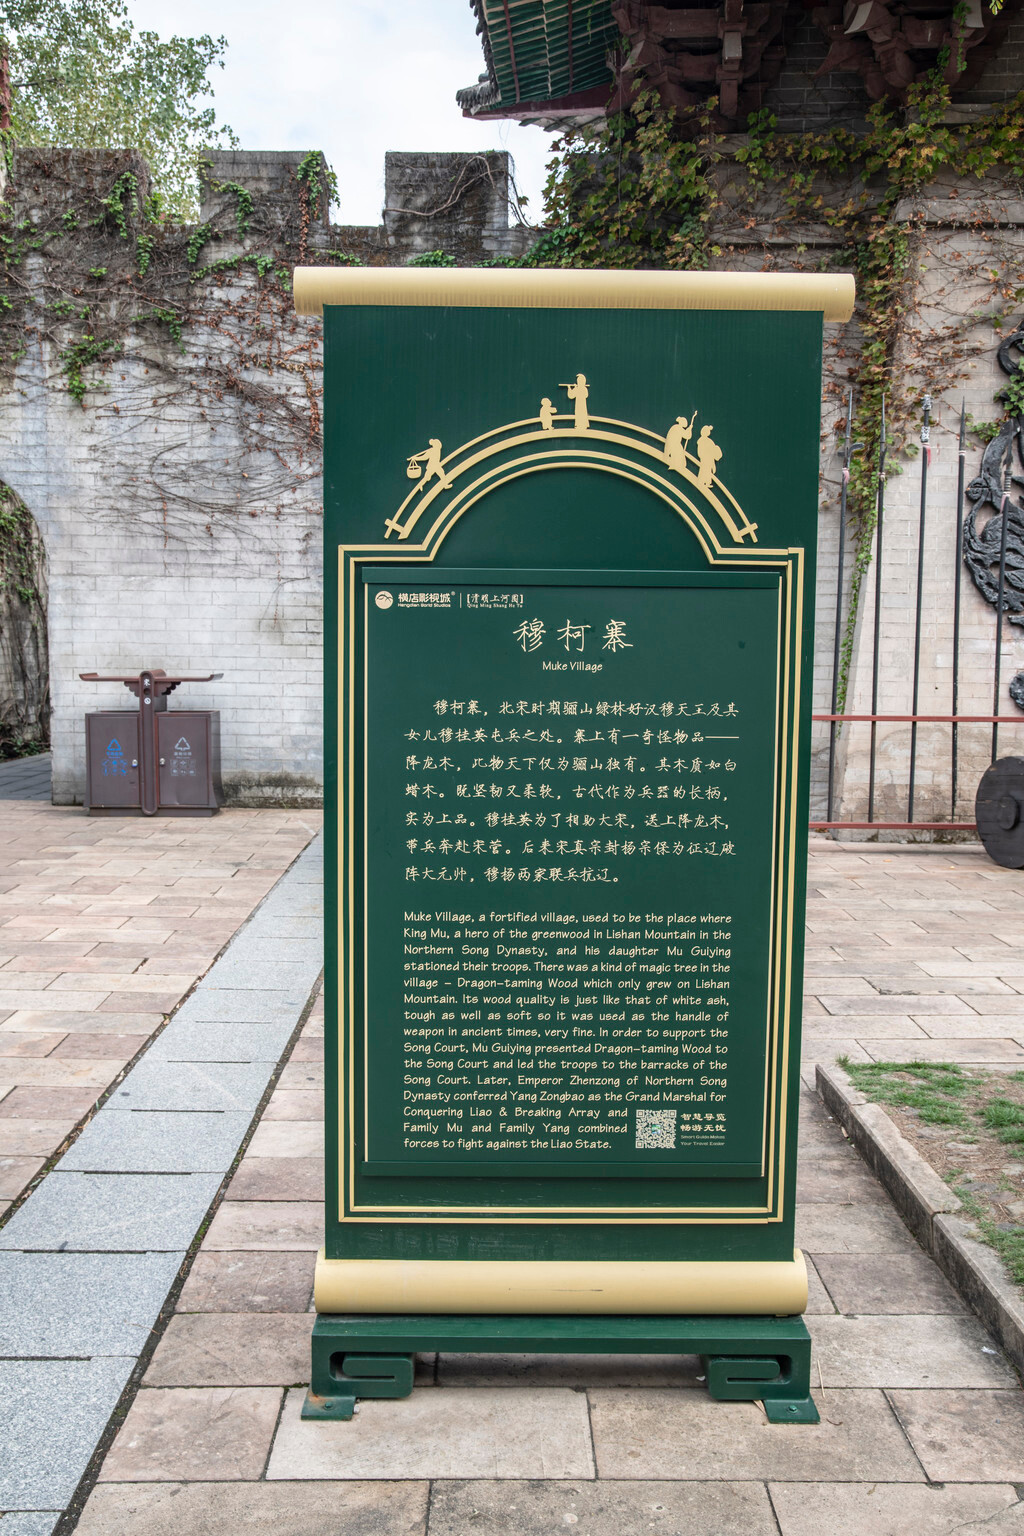 横店影视城® [清明上河图]
Hengdian World Studios Qing Ming Shang He Tu
穆柯寨
Muke Village
穆柯寨，北宋时期骊山绿林好汉穆天王及其
女儿穆桂英屯兵之处。寨上有一奇怪物品——
降龙木，此物天下仅为骊山独有。其木质如白
蜡木。既坚韧又柔软，古代作为兵器的长柄，
实为上品。穆桂英为了相助大宋，送上降龙木，
带兵奔赴宋营。后来宋真宗封杨宗保为征辽破
阵大元帅，穆杨两家联兵抗辽。
Muke Village, a fortified village, used to be the place where
King Mu, a hero of the greenwood in Lishan Mountain in the
Northern Song Dynasty, and his daughter Mu Guiying
stationed their troops. There was a kind of magic tree in the
village – Dragon-taming Wood which only grew on Lishan
Mountain. Its wood quality is just like that of white ash,
tough as well as soft so it was used as the handle of
weapon in ancient times, very fine. In order to support the
Song Court, Mu Guiying presented Dragon-taming Wood to
the Song Court and led the troops to the barracks of the
Song Court. Later, Emperor Zhenzong of Northern Song
Dynasty conferred Yang Zongbao as the Grand Marshal for
Conquering Liao & Breaking Array and
Family Mu and Family Yang combined
forces to fight against the Liao State.
智慧导览
畅游无忧
Smart Guide Makes
Your Travel Easier